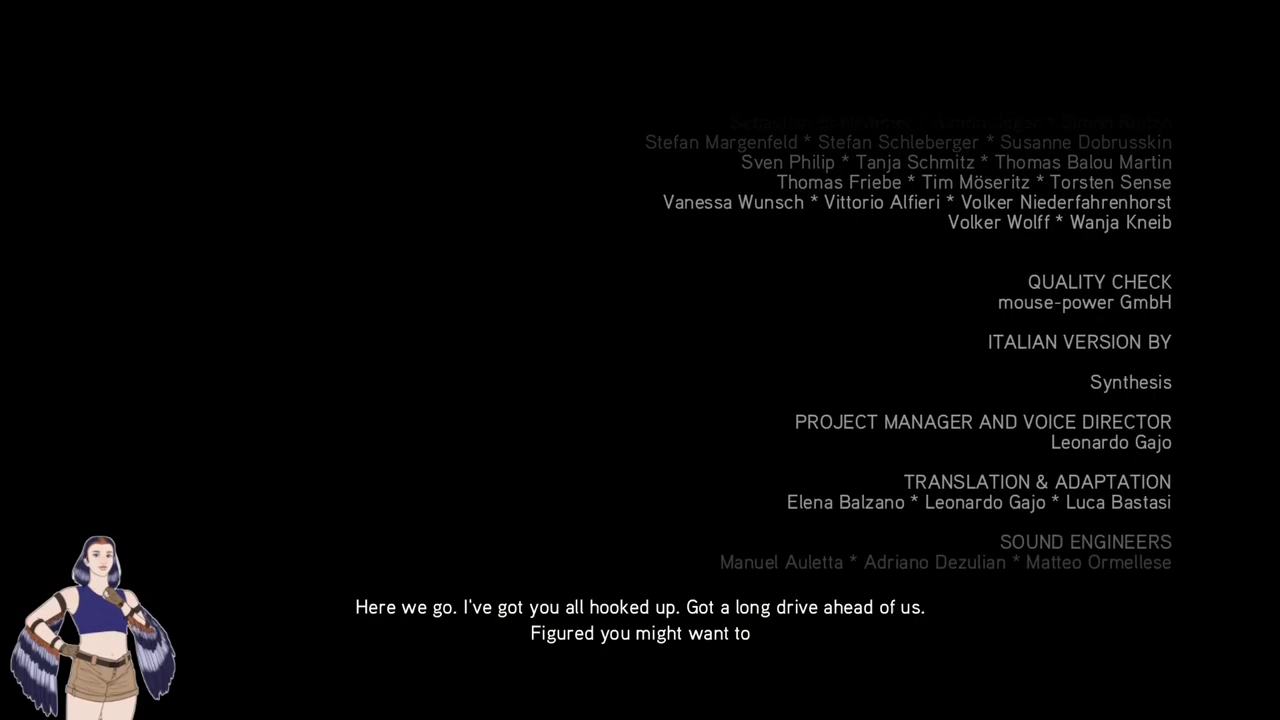 Stefan Margenfeld * Stefan Schleberger * Susanne Dobrusskin
Sven Philip * Tanja Schmitz * Thomas Balou Martin
Thomas Friebe * Tim Möseritz * Torsten Sense
Vanessa Wunsch * Vittorio Alfieri * Volker Niederfahrenhorst
Volker Wolff * Wanja Kneib
QUALITY CHECK
mouse-power GmbH
ITALIAN VERSION BY
Synthesis
PROJECT MANAGER AND VOICE DIRECTOR
Leonardo Gajo
TRANSLATION & ADAPTATION
Elena Balzano * Leonardo Gajo * Luca Bastasi
SOUND ENGINEERS
Manuel Auletta * Adriano Dezulian * Matteo Ormellese
Here we go. I've got you all hooked up. Got a long drive ahead of us.
Figured you might want to